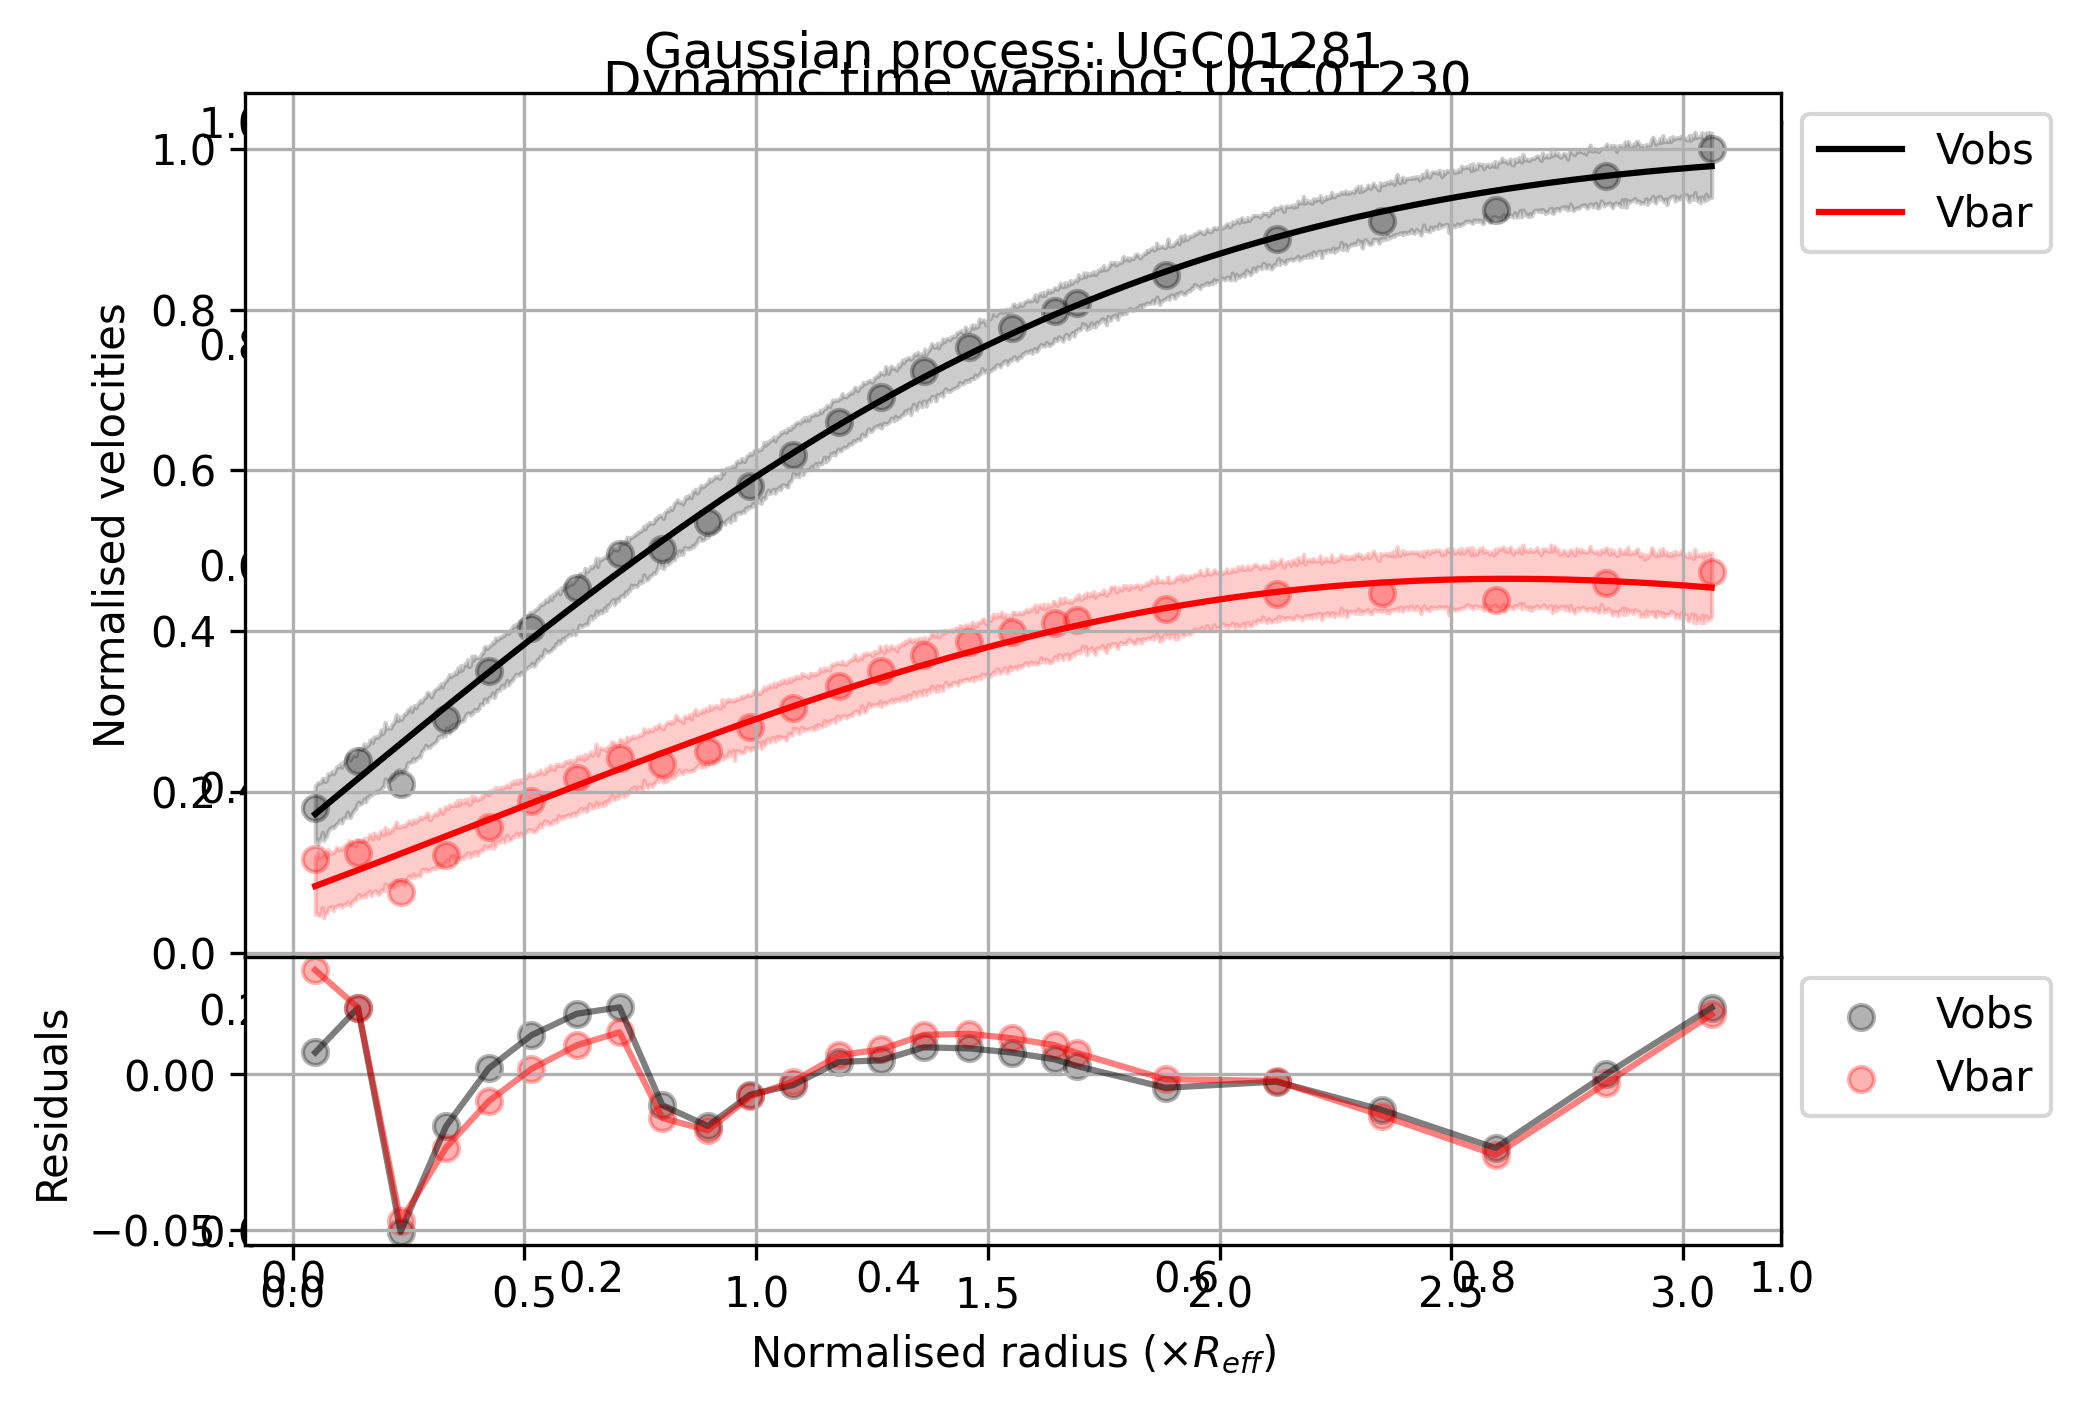 Gaussian process: UGC01281
Dynamic time warping: UGC01230
1.0
0.8
0.6
0.4
0.2
0.0
Normalised velocities
Vobs
Vbar
0.00
−0.05
Residuals
Vobs
Vbar
0.0 0.2 0.4 0.6 0.8 1.0
0.0 0.5 1.0 1.5 2.0 2.5 3.0
Normalised radius (×R_eff)